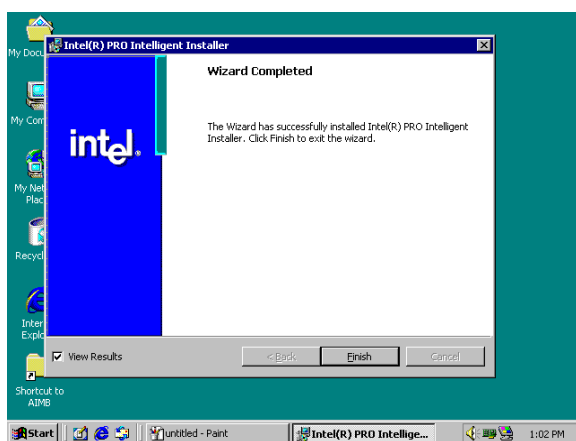 My Docu
Intel(R) PRO Intelligent Installer
Wizard Completed
My Com
The Wizard has successfully installed Intel(R) PRO Intelligent
Installer. Click Finish to exit the wizard.
intel.
My Net
Plac
Recycl
Inter
Explo
View Results
< Back
Finish
Cancel
Shortcut to
AIMB
Start
untitled - Paint
Intel(R) PRO Intellige...
1:02 PM